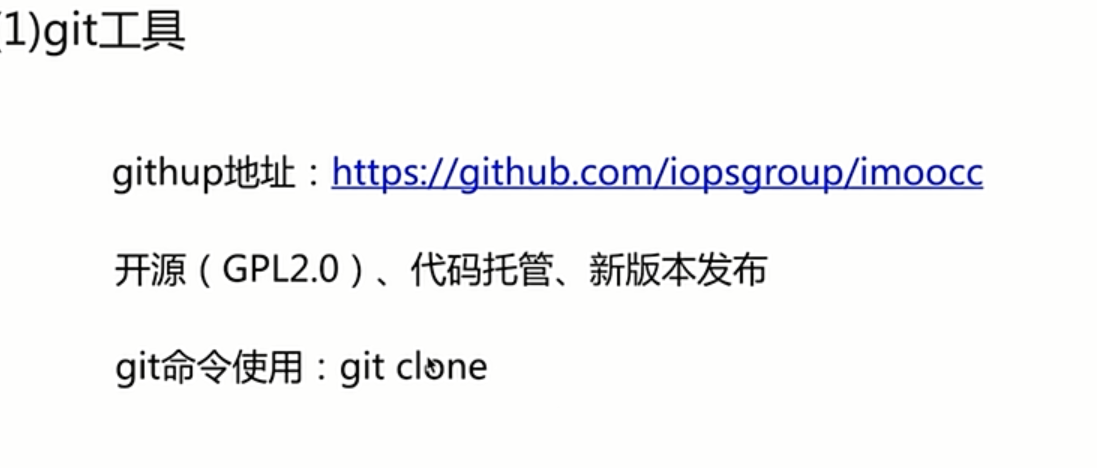 (1)git工具
githup地址：https://github.com/iopsgroup/imoocc
开源（GPL2.0）、代码托管、新版本发布
git命令使用：git clone